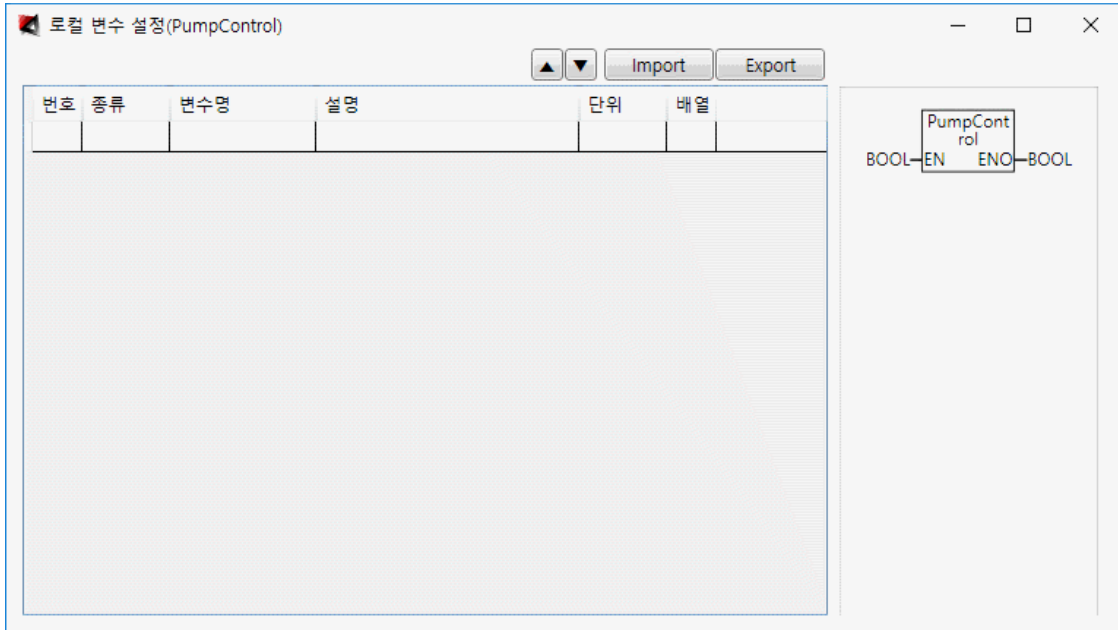 로컬 변수 설정(PumpControl)
▲ ▼ Import Export
번호 종류 변수명 설명 단위 배열
PumpCont
rol
BOOL EN ENO BOOL